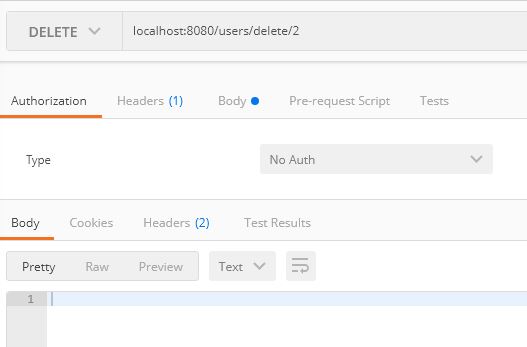 DELETE localhost:8080/users/delete/2
Authorization Headers (1) Body Pre-request Script Tests
Type No Auth
Body Cookies Headers (2) Test Results
Pretty Raw Preview Text
1